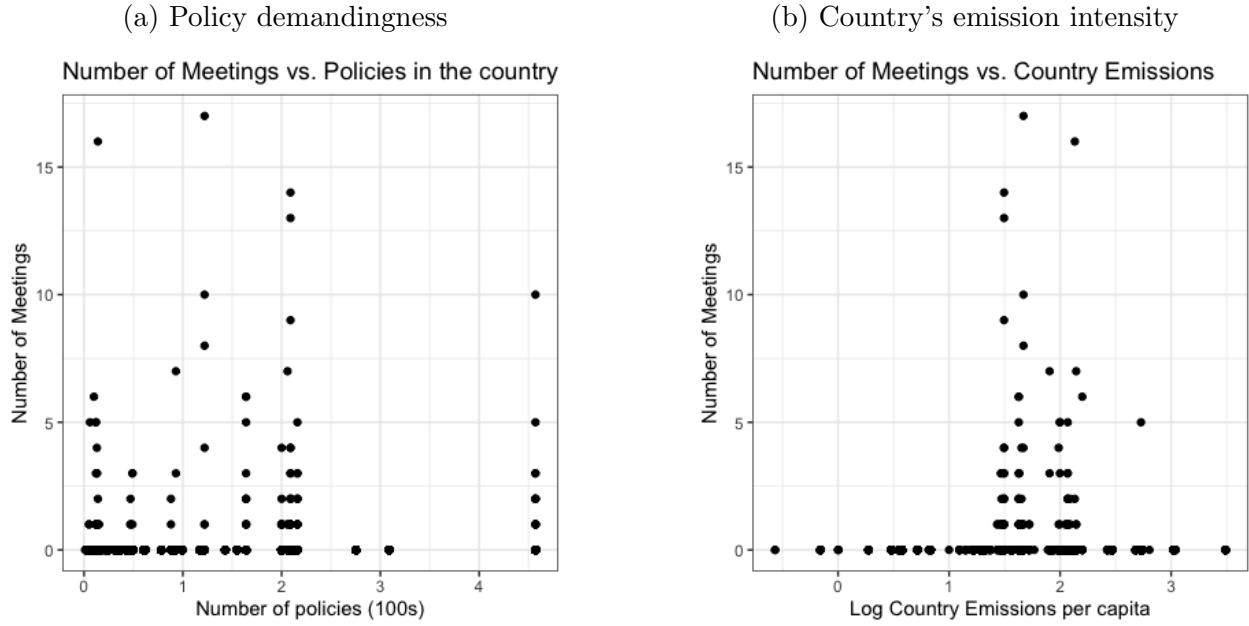 (a) Policy demandingness
Number of Meetings vs. Policies in the country
Number of Meetings
15
10
5
0
0 1 2 3 4
Number of policies (100s)
(b) Country's emission intensity
Number of Meetings vs. Country Emissions
Number of Meetings
15
10
5
0
0 1 2 3
Log Country Emissions per capita